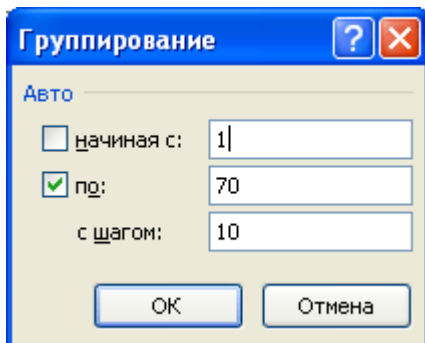 Группирование
Авто
начиная с: 1
по: 70
с шагом: 10
ОК Отмена